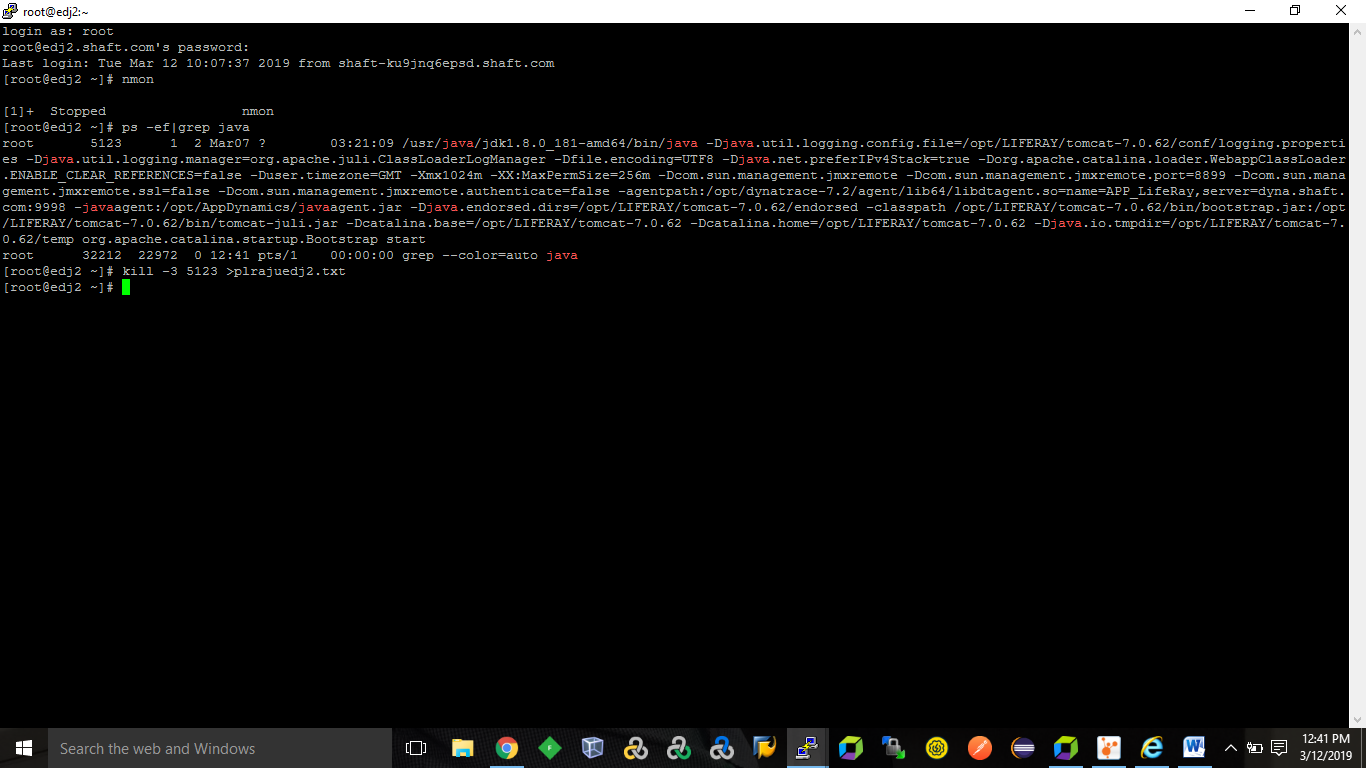 root@edj2:~
login as: root
root@edj2.shaft.com's password:
Last login: Tue Mar 12 10:07:37 2019 from shaft-ku9jnq6epsd.shaft.com
[root@edj2 ~]# nmon
[1]+  Stopped                 nmon
[root@edj2 ~]# ps -ef|grep java
root       5123      1  2 Mar07 ?        03:21:09 /usr/java/jdk1.8.0_181-amd64/bin/java -Djava.util.logging.config.file=/opt/LIFERAY/tomcat-7.0.62/conf/logging.properti
es -Djava.util.logging.manager=org.apache.juli.ClassLoaderLogManager -Dfile.encoding=UTF8 -Djava.net.preferIPv4Stack=true -Dorg.apache.catalina.loader.WebappClassLoader
.ENABLE_CLEAR_REFERENCES=false -Duser.timezone=GMT -Xmx1024m -XX:MaxPermSize=256m -Dcom.sun.management.jmxremote -Dcom.sun.management.jmxremote.port=8899 -Dcom.sun.mana
gement.jmxremote.ssl=false -Dcom.sun.management.jmxremote.authenticate=false -agentpath:/opt/dynatrace-7.2/agent/lib64/libdtagent.so=name=APP_LifeRay,server=dyna.shaft.
com:9998 -javaagent:/opt/AppDynamics/javaagent.jar -Djava.endorsed.dirs=/opt/LIFERAY/tomcat-7.0.62/endorsed -classpath /opt/LIFERAY/tomcat-7.0.62/bin/bootstrap.jar:/opt
/LIFERAY/tomcat-7.0.62/bin/tomcat-juli.jar -Dcatalina.base=/opt/LIFERAY/tomcat-7.0.62 -Dcatalina.home=/opt/LIFERAY/tomcat-7.0.62 -Djava.io.tmpdir=/opt/LIFERAY/tomcat-7.
0.62/temp org.apache.catalina.startup.Bootstrap start
root      32212  22972  0 12:41 pts/1    00:00:00 grep --color=auto java
[root@edj2 ~]# kill -3 5123 >plrajuedj2.txt
[root@edj2 ~]#
Search the web and Windows
12:41 PM
3/12/2019